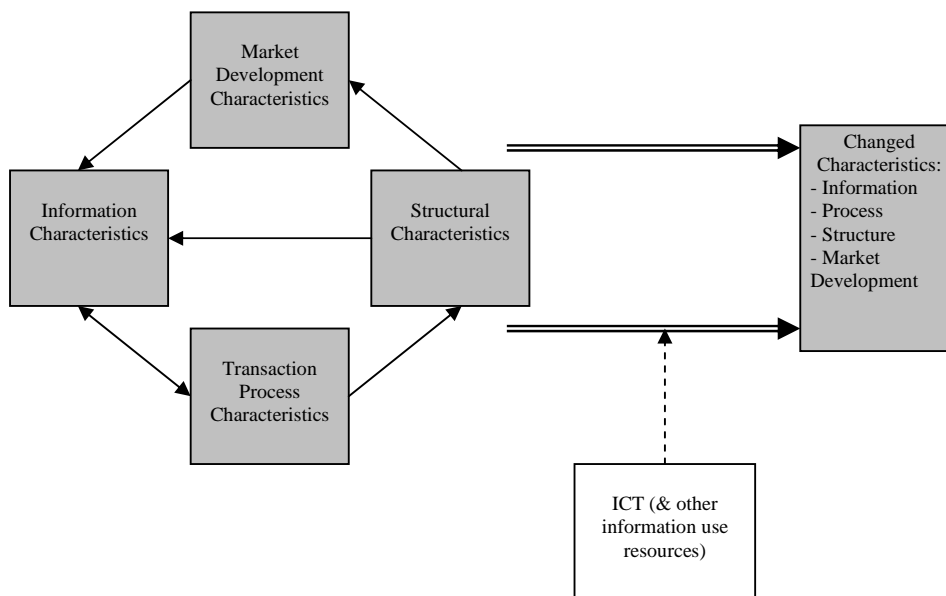 Market
Development
Characteristics
Information
Characteristics
Structural
Characteristics
Transaction
Process
Characteristics
Changed
Characteristics:
- Information
- Process
- Structure
- Market
Development
ICT (& other
information use
resources)